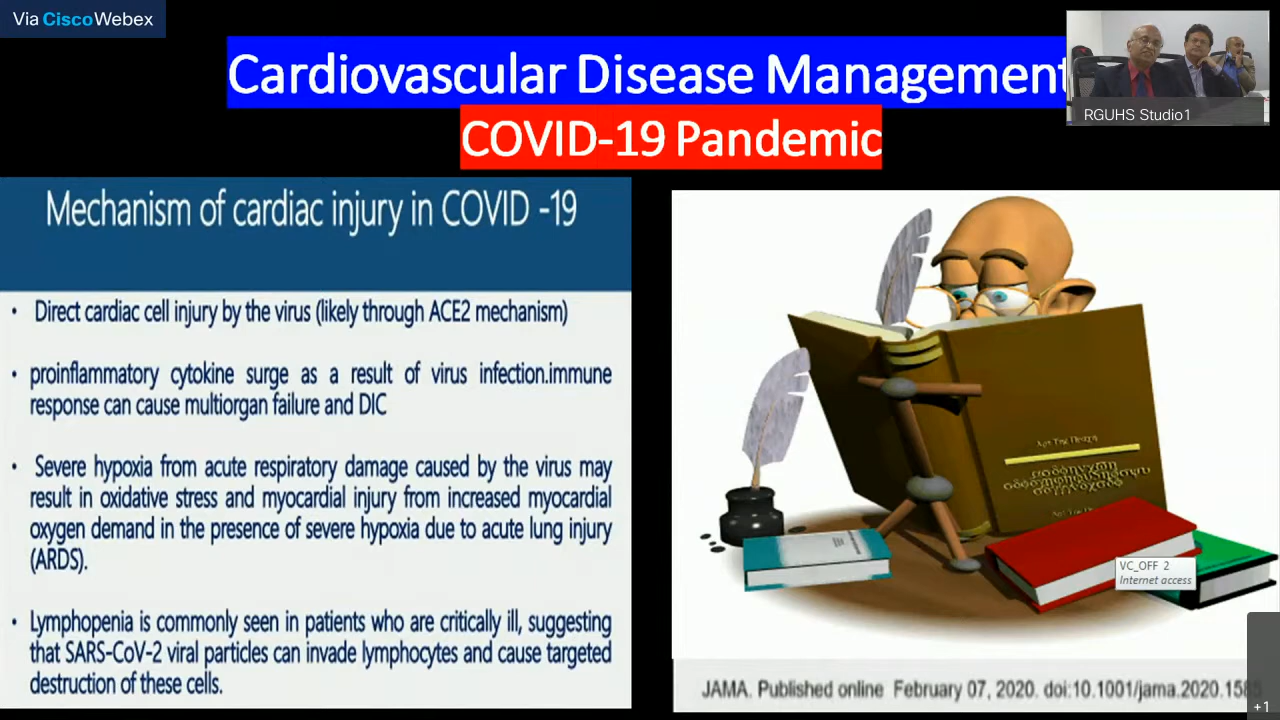 Via CiscoWebex
Cardiovascular Disease Management
COVID-19 Pandemic
RGUHS Studio1
Mechanism of cardiac injury in COVID -19
• Direct cardiac cell injury by the virus (likely through ACE2 mechanism)
• proinflammatory cytokine surge as a result of virus infection.immune
response can cause multiorgan failure and DIC
• Severe hypoxia from acute respiratory damage caused by the virus may
result in oxidative stress and myocardial injury from increased myocardial
oxygen demand in the presence of severe hypoxia due to acute lung injury
(ARDS).
• Lymphopenia is commonly seen in patients who are critically ill, suggesting
that SARS-CoV-2 viral particles can invade lymphocytes and cause targeted
destruction of these cells.
VC_OFF 2
Internet access
JAMA. Published online February 07, 2020. doi:10.1001/jama.2020.1585
+1